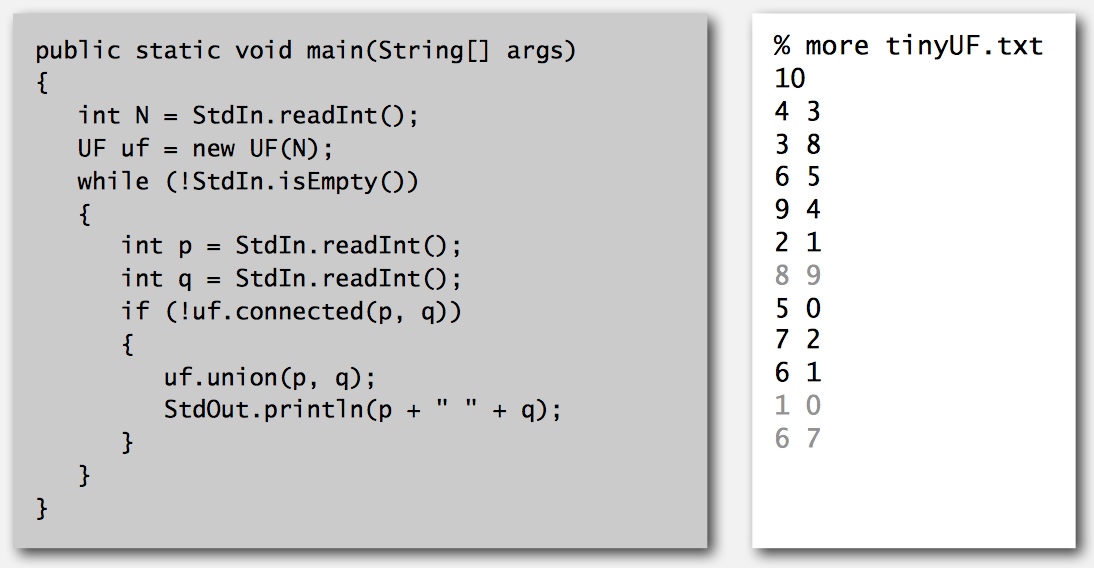 public static void main(String[] args)
{
   int N = StdIn.readInt();
   UF uf = new UF(N);
   while (!StdIn.isEmpty())
   {
      int p = StdIn.readInt();
      int q = StdIn.readInt();
      if (!uf.connected(p, q))
      {
         uf.union(p, q);
         StdOut.println(p + " " + q);
      }
   }
}
% more tinyUF.txt
10
4 3
3 8
6 5
9 4
2 1
8 9
5 0
7 2
6 1
1 0
6 7